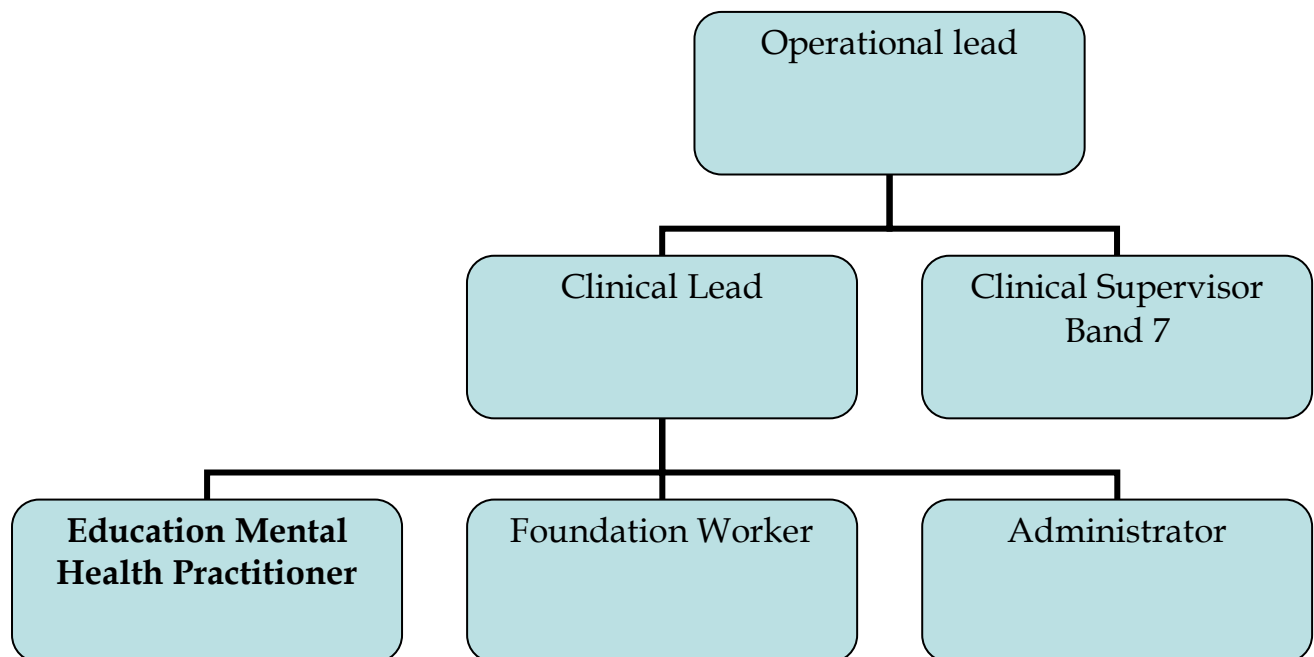 Operational lead
Clinical Lead
Clinical Supervisor
Band 7
Education Mental
Health Practitioner
Foundation Worker
Administrator